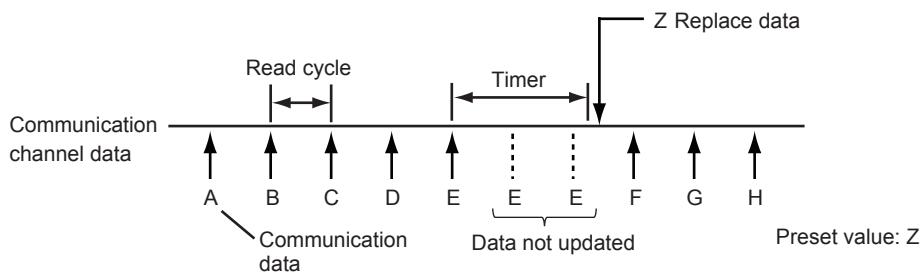 Z Replace data
Read cycle
Timer
Communication
channel data
A B C D E E E F G H
Communication
data
Data not updated
Preset value: Z